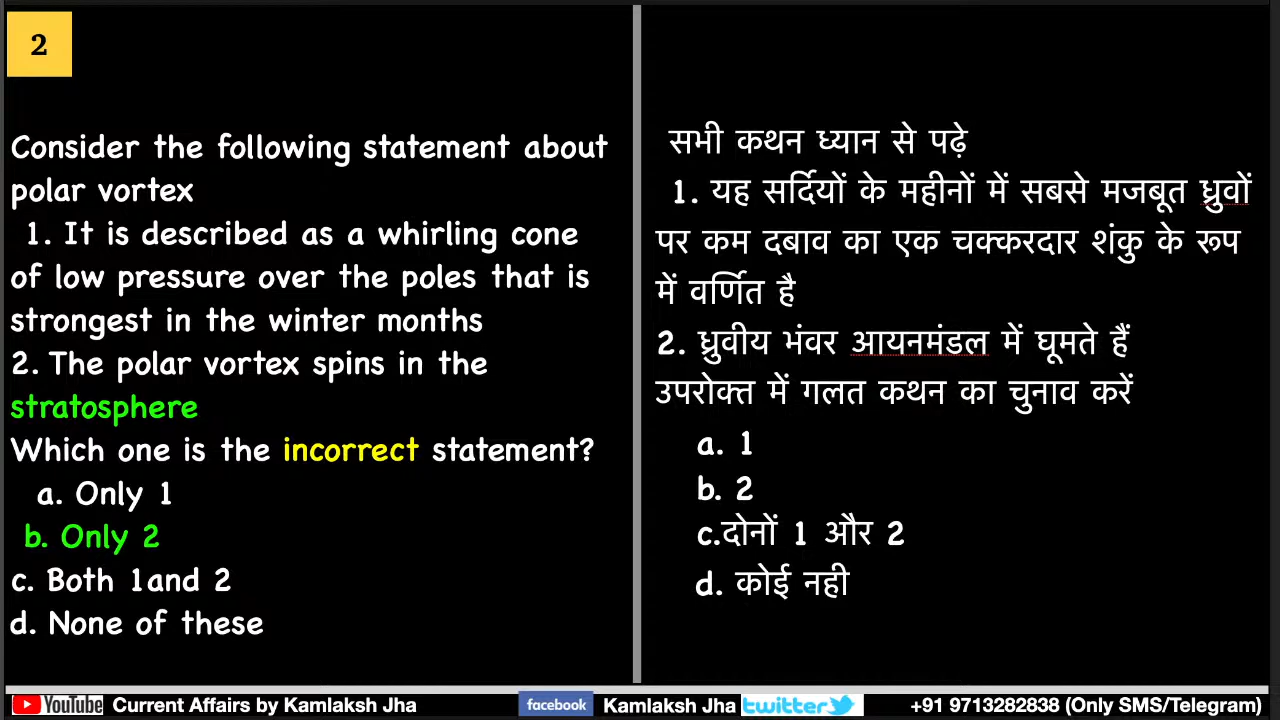 2
Consider the following statement about
polar vortex
1. It is described as a whirling cone
of low pressure over the poles that is
strongest in the winter months
2. The polar vortex spins in the
stratosphere
Which one is the incorrect statement?
a. Only 1
b. Only 2
c. Both 1and 2
d. None of these
सभी कथन ध्यान से पढ़े
1. यह सर्दियों के महीनों में सबसे मजबूत ध्रुवों
पर कम दबाव का एक चक्करदार शंकु के रूप
में वर्णित है
2. ध्रुवीय भंवर आयनमंडल में घूमते हैं
उपरोक्त में गलत कथन का चुनाव करें
a. 1
b. 2
c.दोनों 1 और 2
d. कोई नही
YouTube Current Affairs by Kamlaksh Jha facebook Kamlaksh Jha twitter +91 9713282838 (Only SMS/Telegram)